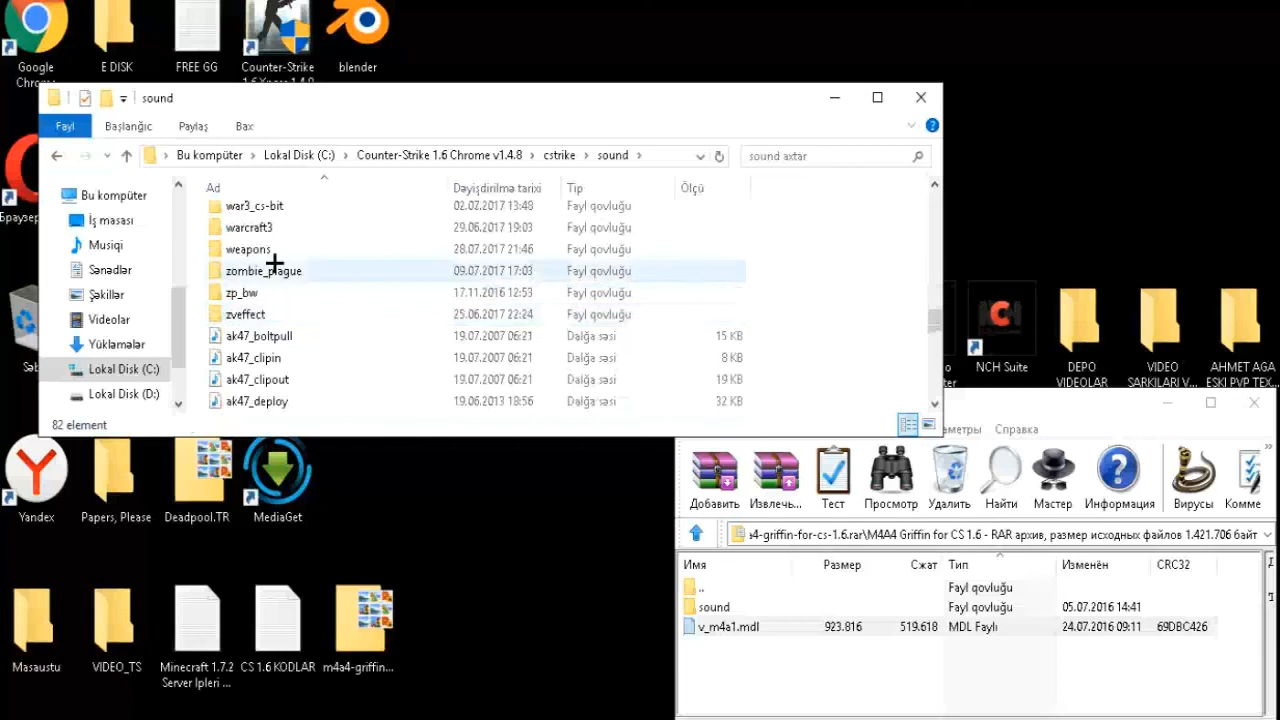 Google
Chrome
E DISK
FREE GG
Counter-Strike
blender
sound
Fayl
Başlanğıc
Paylaş
Bax
Bu kompüter
Lokal Disk (C:)
Counter-Strike 1.6 Chrome v1.4.8
cstrike
sound
sound axtar
Bu kompüter
İş masası
Musiqi
Sənədlər
Şəkillər
Videolar
Yükləmələr
Lokal Disk (C:)
Lokal Disk (D:)
Ad
Dəyişdirilmə tarixi
Tip
Ölçü
war3_cs-bit 02.07.2017 13:48 Fayl qovluğu
warcraft3 29.06.2017 19:03 Fayl qovluğu
weapons 28.07.2017 21:46 Fayl qovluğu
zombie_plague 09.07.2017 17:03 Fayl qovluğu
zp_bw 17.11.2016 12:53 Fayl qovluğu
zveffect 25.06.2017 22:24 Fayl qovluğu
ak47_boltpull 19.07.2007 06:21 Dalğa səsi 15 KB
ak47_clipin 19.07.2007 06:21 Dalğa səsi 8 KB
ak47_clipout 19.07.2007 06:21 Dalğa səsi 19 KB
ak47_deploy 19.06.2013 18:56 Dalğa səsi 32 KB
82 element
Браузер
NCH Suite
DEPO
VIDEOLAR
VIDEO
SARKILARI V...
AHMET AGA
ESKI PVP TEX...
Yandex
Papers, Please
Deadpool.TR
MediaGet
Masaustu
VIDEO_TS
Minecraft 1.7.2
Server Ipleri ...
CS 1.6 KODLAR
m4a4-griffin...
аметры
Справка
Добавить
Извлечь...
Тест
Просмотр
Удалить
Найти
Мастер
Информация
Вирусы
Комме
a4-griffin-for-cs-1.6.rar\M4A4 Griffin for CS 1.6 - RAR архив, размер исходных файлов 1.421.706 байт
Имя
Размер
Сжат
Тип
Изменён
CRC32
.. Fayl qovluğu
sound Fayl qovluğu 05.07.2016 14:41
v_m4a1.mdl 923.816 519.618 MDL Faylı 24.07.2016 09:11 69DBC426